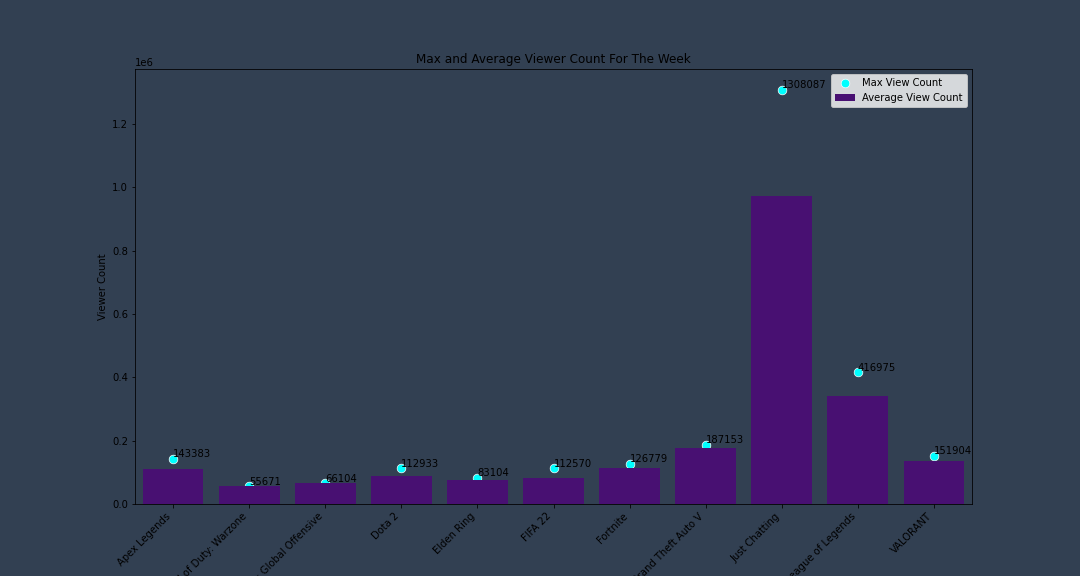 Max and Average Viewer Count For The Week
1e6
Max View Count
Average View Count
Viewer Count
1.2
1.0
0.8
0.6
0.4
0.2
0.0
143383
55671
66104
112933
83104
112570
126779
187153
1308087
416975
151904
Apex Legends
of Duty: Warzone
Global Offensive
Dota 2
Elden Ring
FIFA 22
Fortnite
Theft Auto V
Just Chatting
of Legends
VALORANT